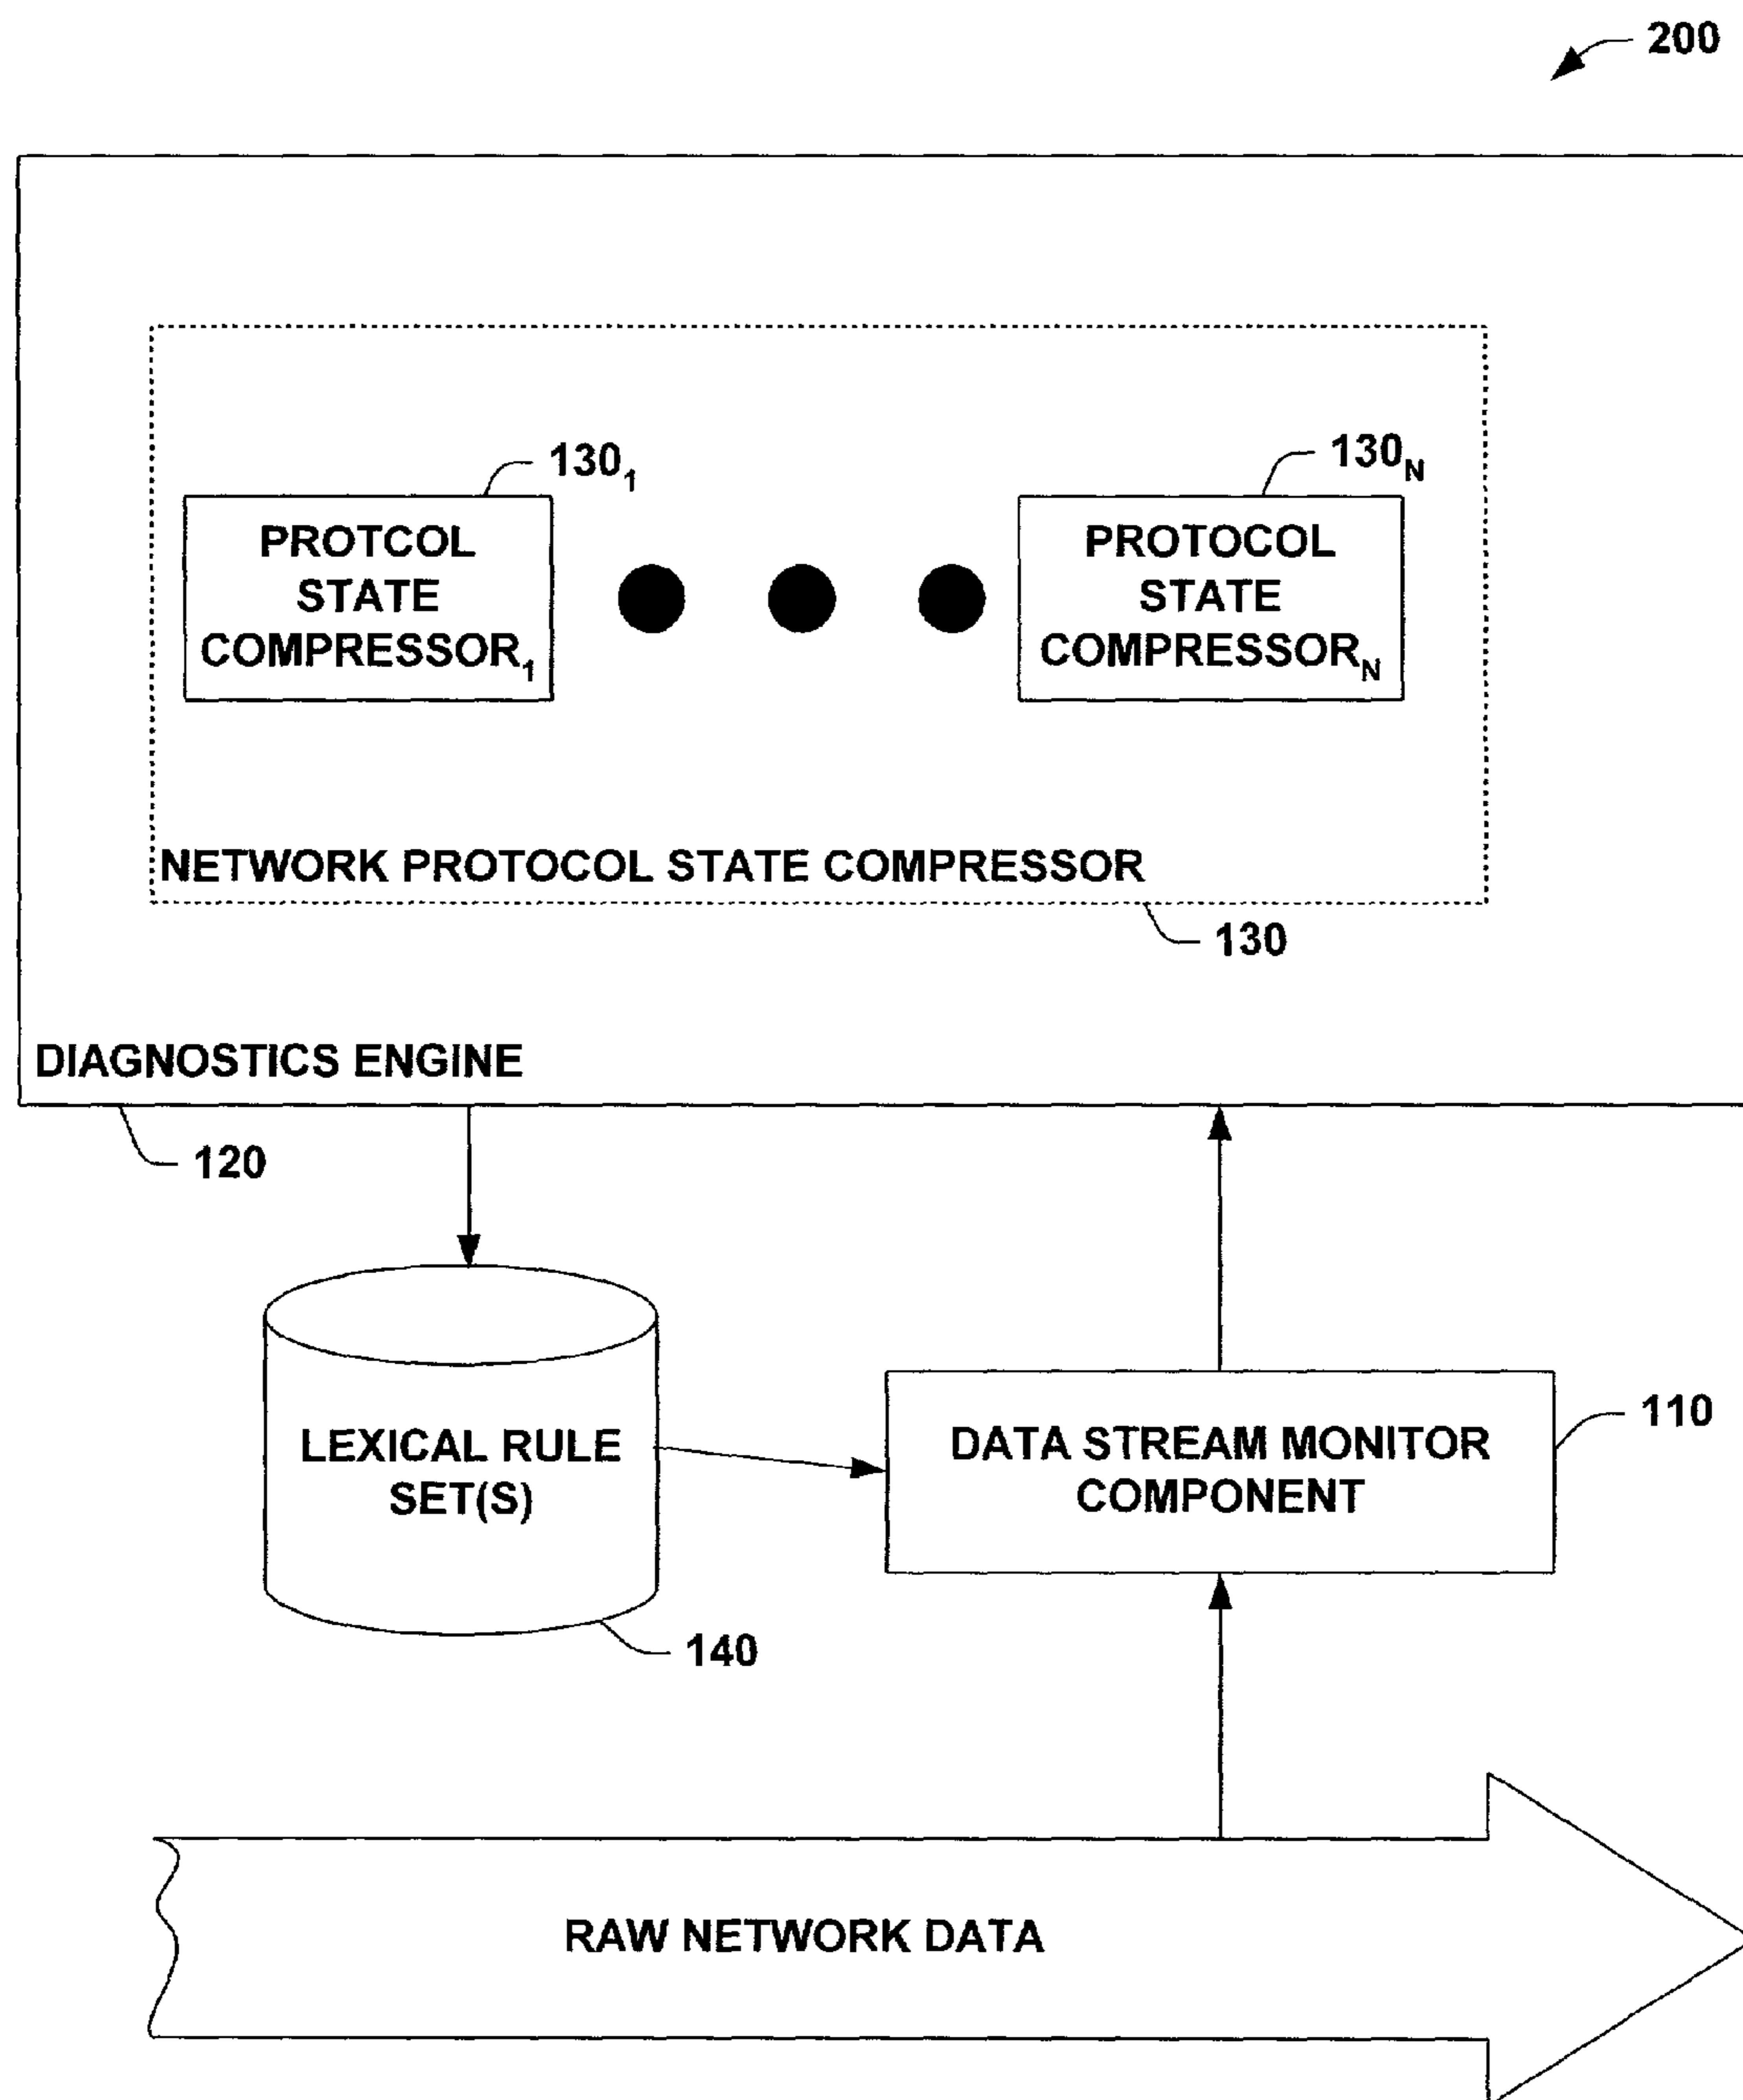 200
130₁
130N
PROTCOL
STATE
COMPRESSOR₁
PROTOCOL
STATE
COMPRESSORN
NETWORK PROTOCOL STATE COMPRESSOR
130
DIAGNOSTICS ENGINE
120
LEXICAL RULE
SET(S)
140
DATA STREAM MONITOR
COMPONENT
110
RAW NETWORK DATA